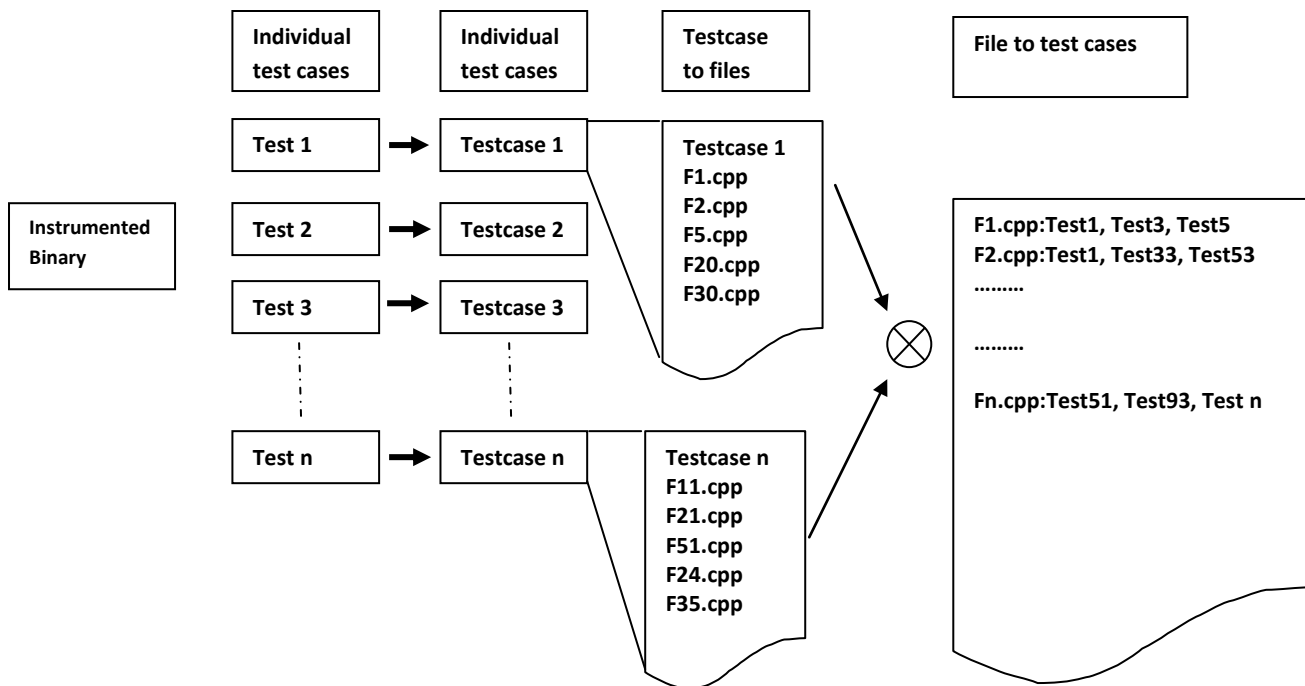 Individual
test cases
Individual
test cases
Testcase
to files
File to test cases
Instrumented
Binary
Test 1
Testcase 1
Test 2
Testcase 2
Test 3
Testcase 3
Test n
Testcase n
Testcase 1
F1.cpp
F2.cpp
F5.cpp
F20.cpp
F30.cpp
Testcase n
F11.cpp
F21.cpp
F51.cpp
F24.cpp
F35.cpp
F1.cpp:Test1, Test3, Test5
F2.cpp:Test1, Test33, Test53
.........
.........
Fn.cpp:Test51, Test93, Test n